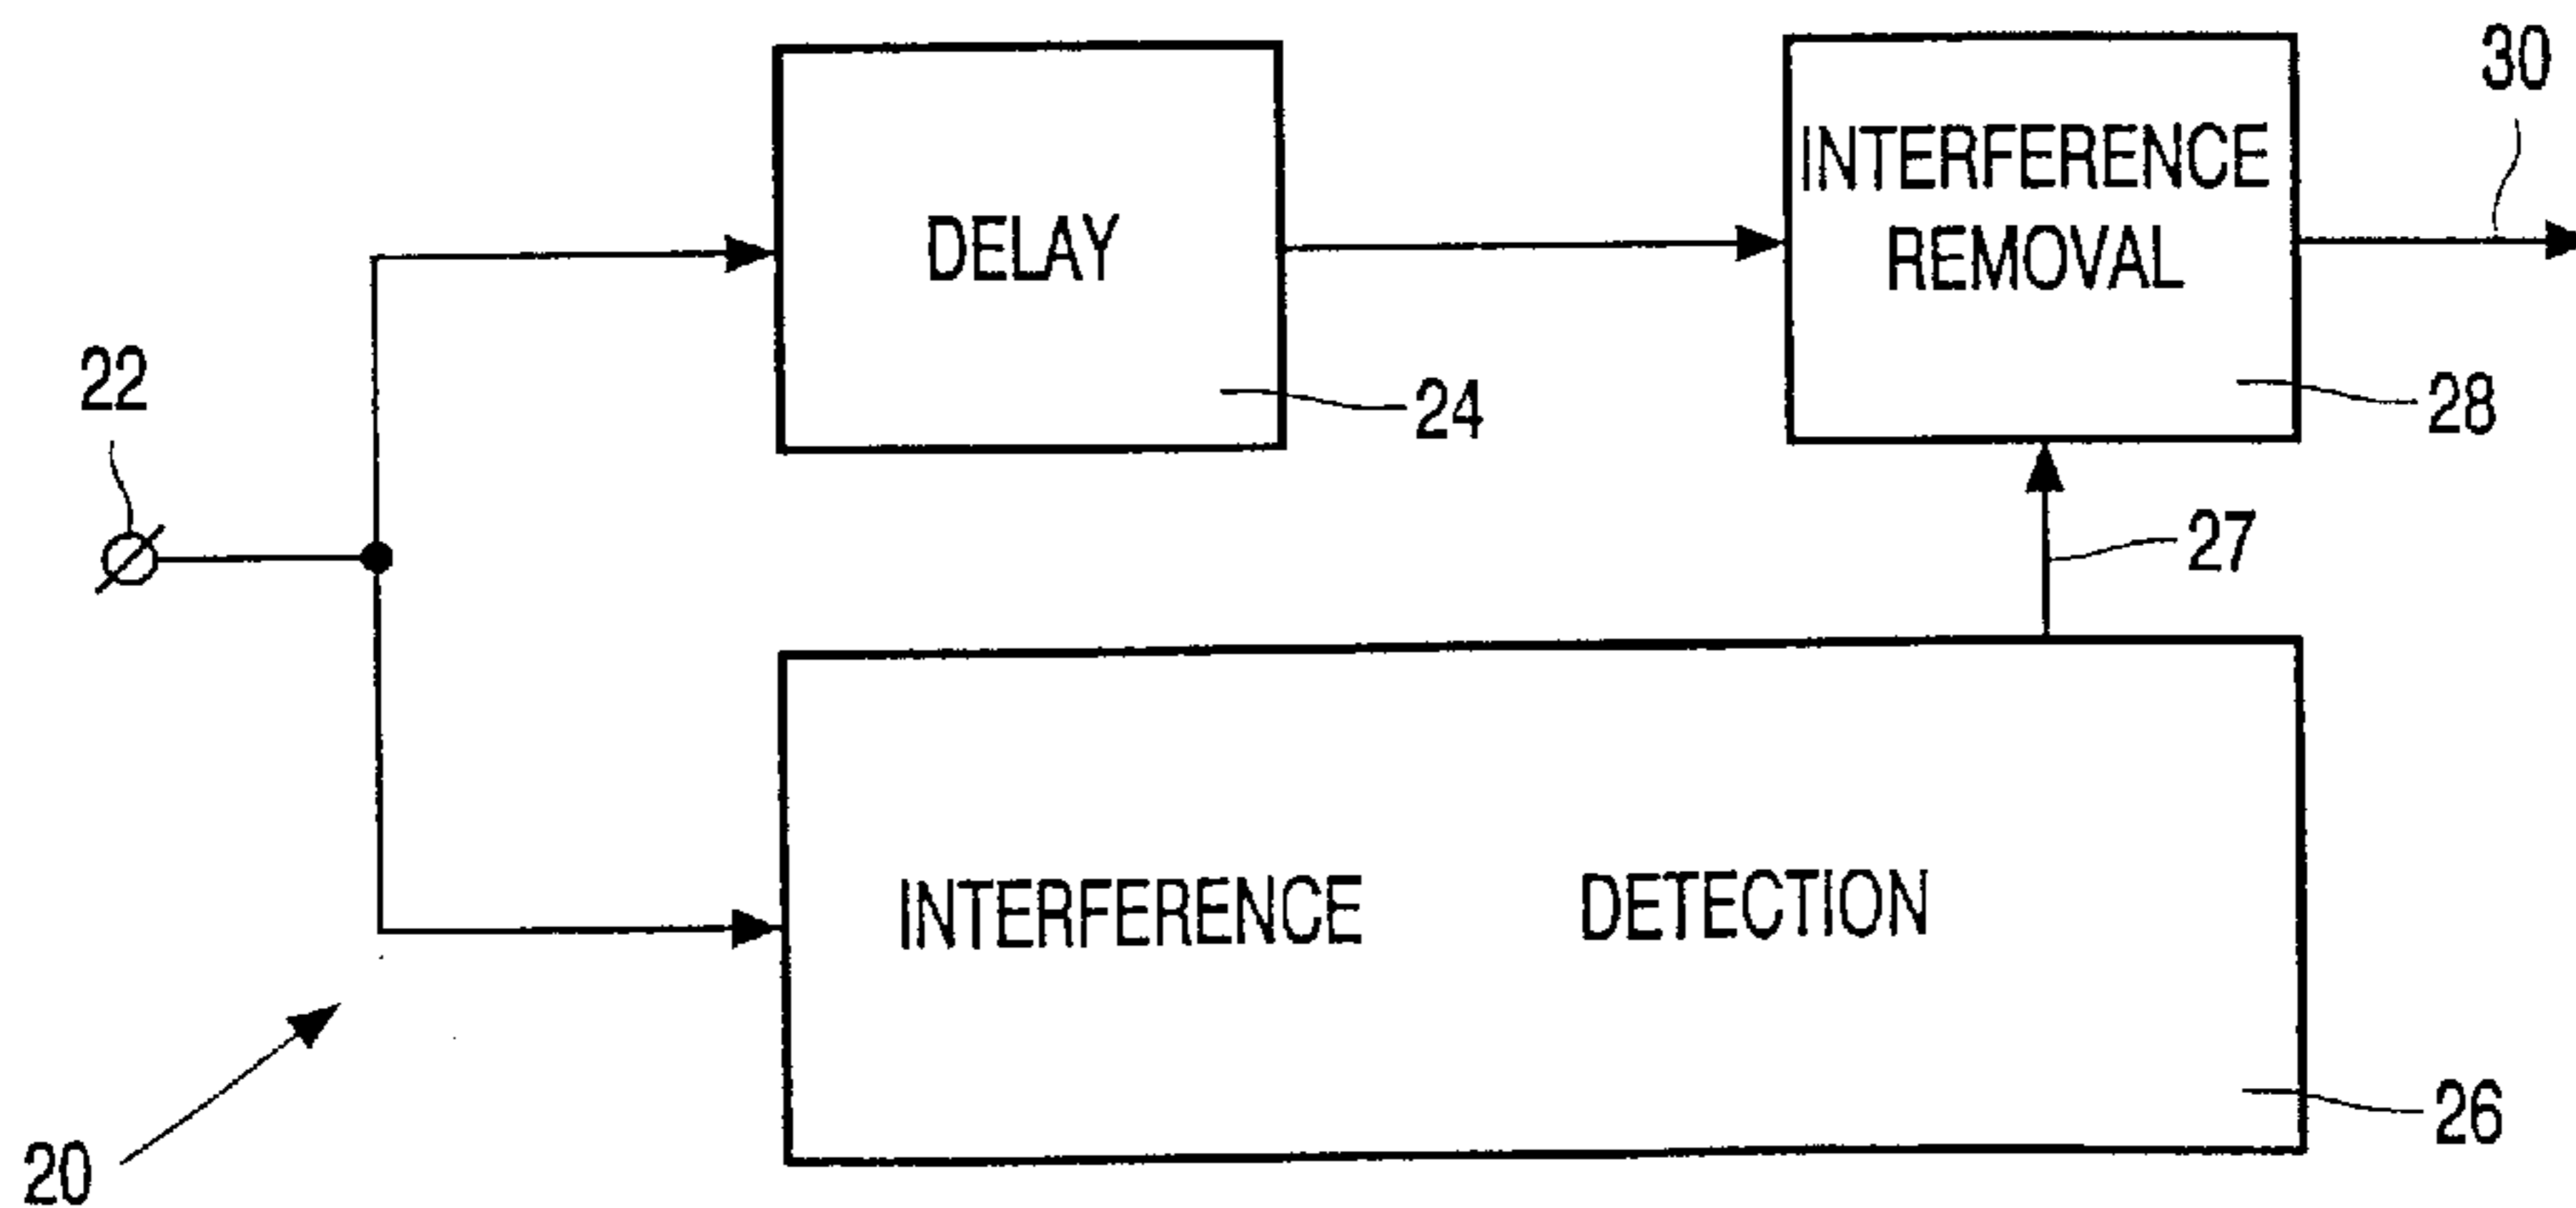 30
INTERFERENCE
REMOVAL
DELAY
22
24
28
27
INTERFERENCE DETECTION
26
20